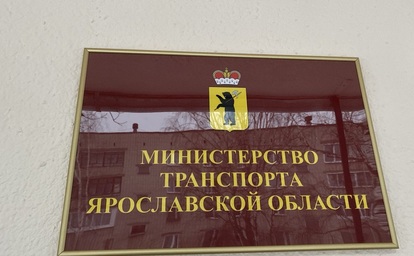 МИНИСТЕРСТВО
ТРАНСПОРТА
ЯРОСЛАВСКОЙ ОБЛАСТИ